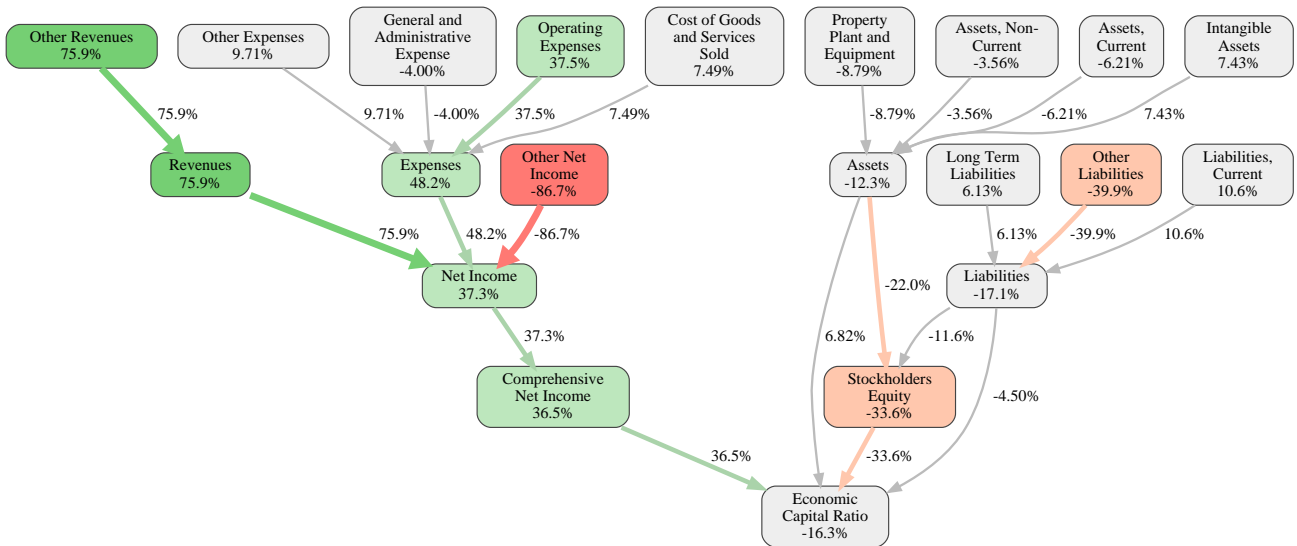 Other Revenues
75.9%
Other Expenses
9.71%
General and
Administrative
Expense
-4.00%
Operating
Expenses
37.5%
Cost of Goods
and Services
Sold
7.49%
Property
Plant and
Equipment
-8.79%
Assets, Non-
Current
-3.56%
Assets,
Current
-6.21%
Intangible
Assets
7.43%
75.9%
9.71%
-4.00%
37.5%
7.49%
-8.79%
-3.56%
-6.21%
7.43%
Revenues
75.9%
Expenses
48.2%
Other Net
Income
-86.7%
Assets
-12.3%
Long Term
Liabilities
6.13%
Other
Liabilities
-39.9%
Liabilities,
Current
10.6%
75.9%
48.2%
-86.7%
6.13%
-39.9%
10.6%
Net Income
37.3%
Liabilities
-17.1%
-22.0%
37.3%
6.82%
-11.6%
Comprehensive
Net Income
36.5%
Stockholders
Equity
-33.6%
-4.50%
36.5%
-33.6%
Economic
Capital Ratio
-16.3%